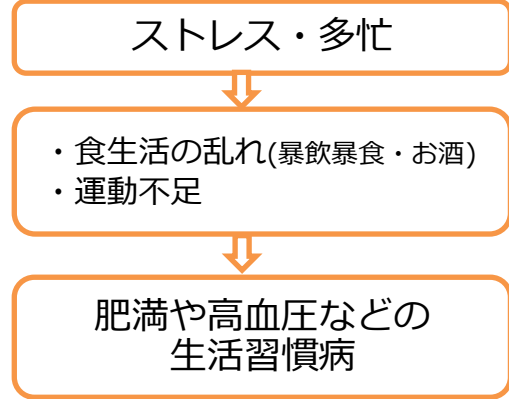 ストレス・多忙
・食生活の乱れ(暴飲暴食・お酒)
・運動不足
肥満や高血圧などの
生活習慣病